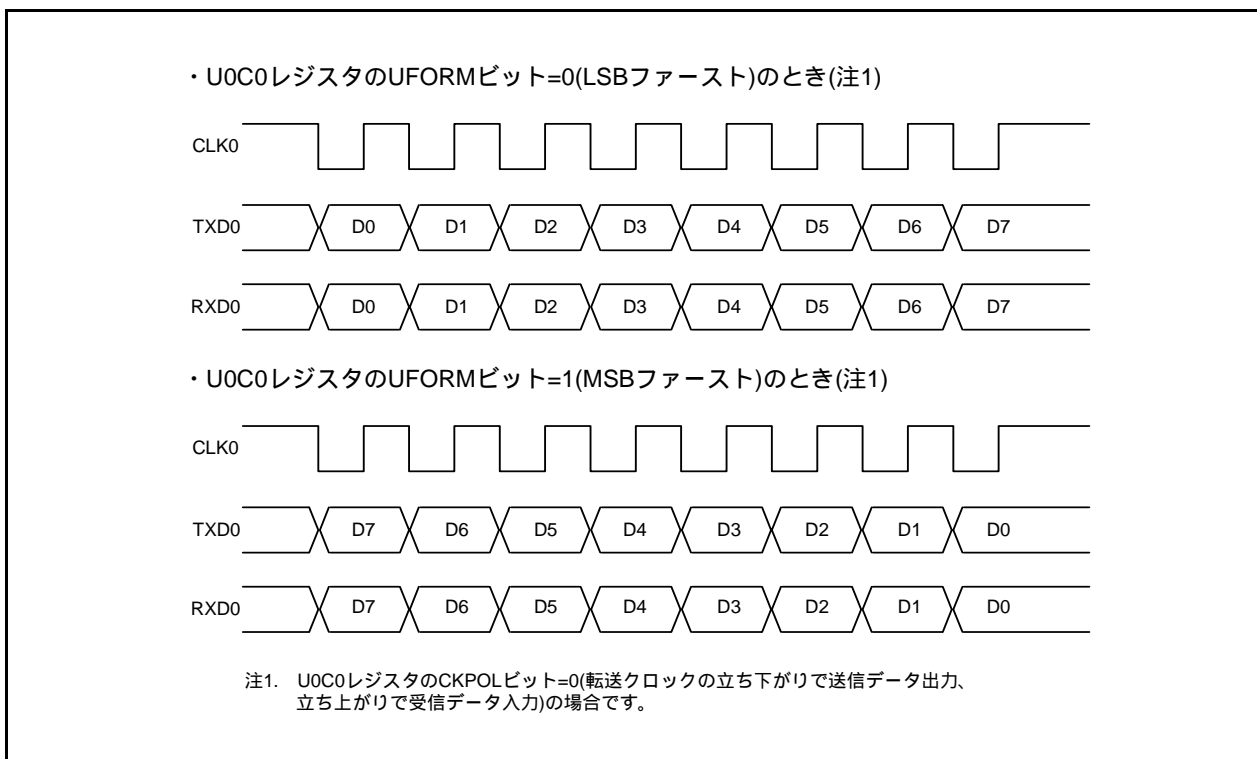 ・U0C0レジスタのUFORMビット=0(LSBファースト)のとき(注1)
CLK0
TXD0 D0 D1 D2 D3 D4 D5 D6 D7
RXD0 D0 D1 D2 D3 D4 D5 D6 D7
・U0C0レジスタのUFORMビット=1(MSBファースト)のとき(注1)
CLK0
TXD0 D7 D6 D5 D4 D3 D2 D1 D0
RXD0 D7 D6 D5 D4 D3 D2 D1 D0
注1. U0C0レジスタのCKPOLビット=0(転送クロックの立ち下がりで送信データ出力、
立ち上がりで受信データ入力)の場合です。